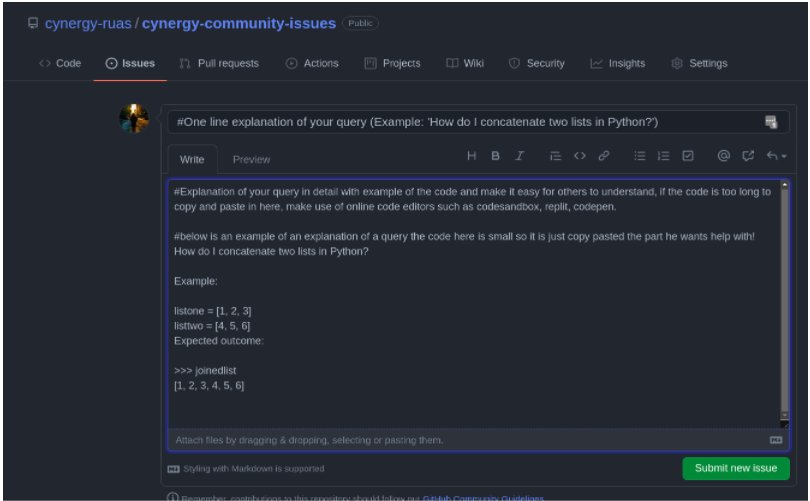 cynergy-ruas / cynergy-community-issues Public
Code Issues Pull requests Actions Projects Wiki Security Insights Settings
#One line explanation of your query (Example: 'How do I concatenate two lists in Python?')
Write Preview
#Explanation of your query in detail with example of the code and make it easy for others to understand, if the code is too long to
copy and paste in here, make use of online code editors such as codesandbox, replit, codepen.
#below is an example of an explanation of a query the code here is small so it is just copy pasted the part he wants help with!
How do I concatenate two lists in Python?
Example:
listone = [1, 2, 3]
listtwo = [4, 5, 6]
Expected outcome:
>>> joinedlist
[1, 2, 3, 4, 5, 6]
Attach files by dragging & dropping, selecting or pasting them.
Styling with Markdown is supported
Submit new issue
Remember, contributions to this repository should follow our GitHub Community Guidelines.